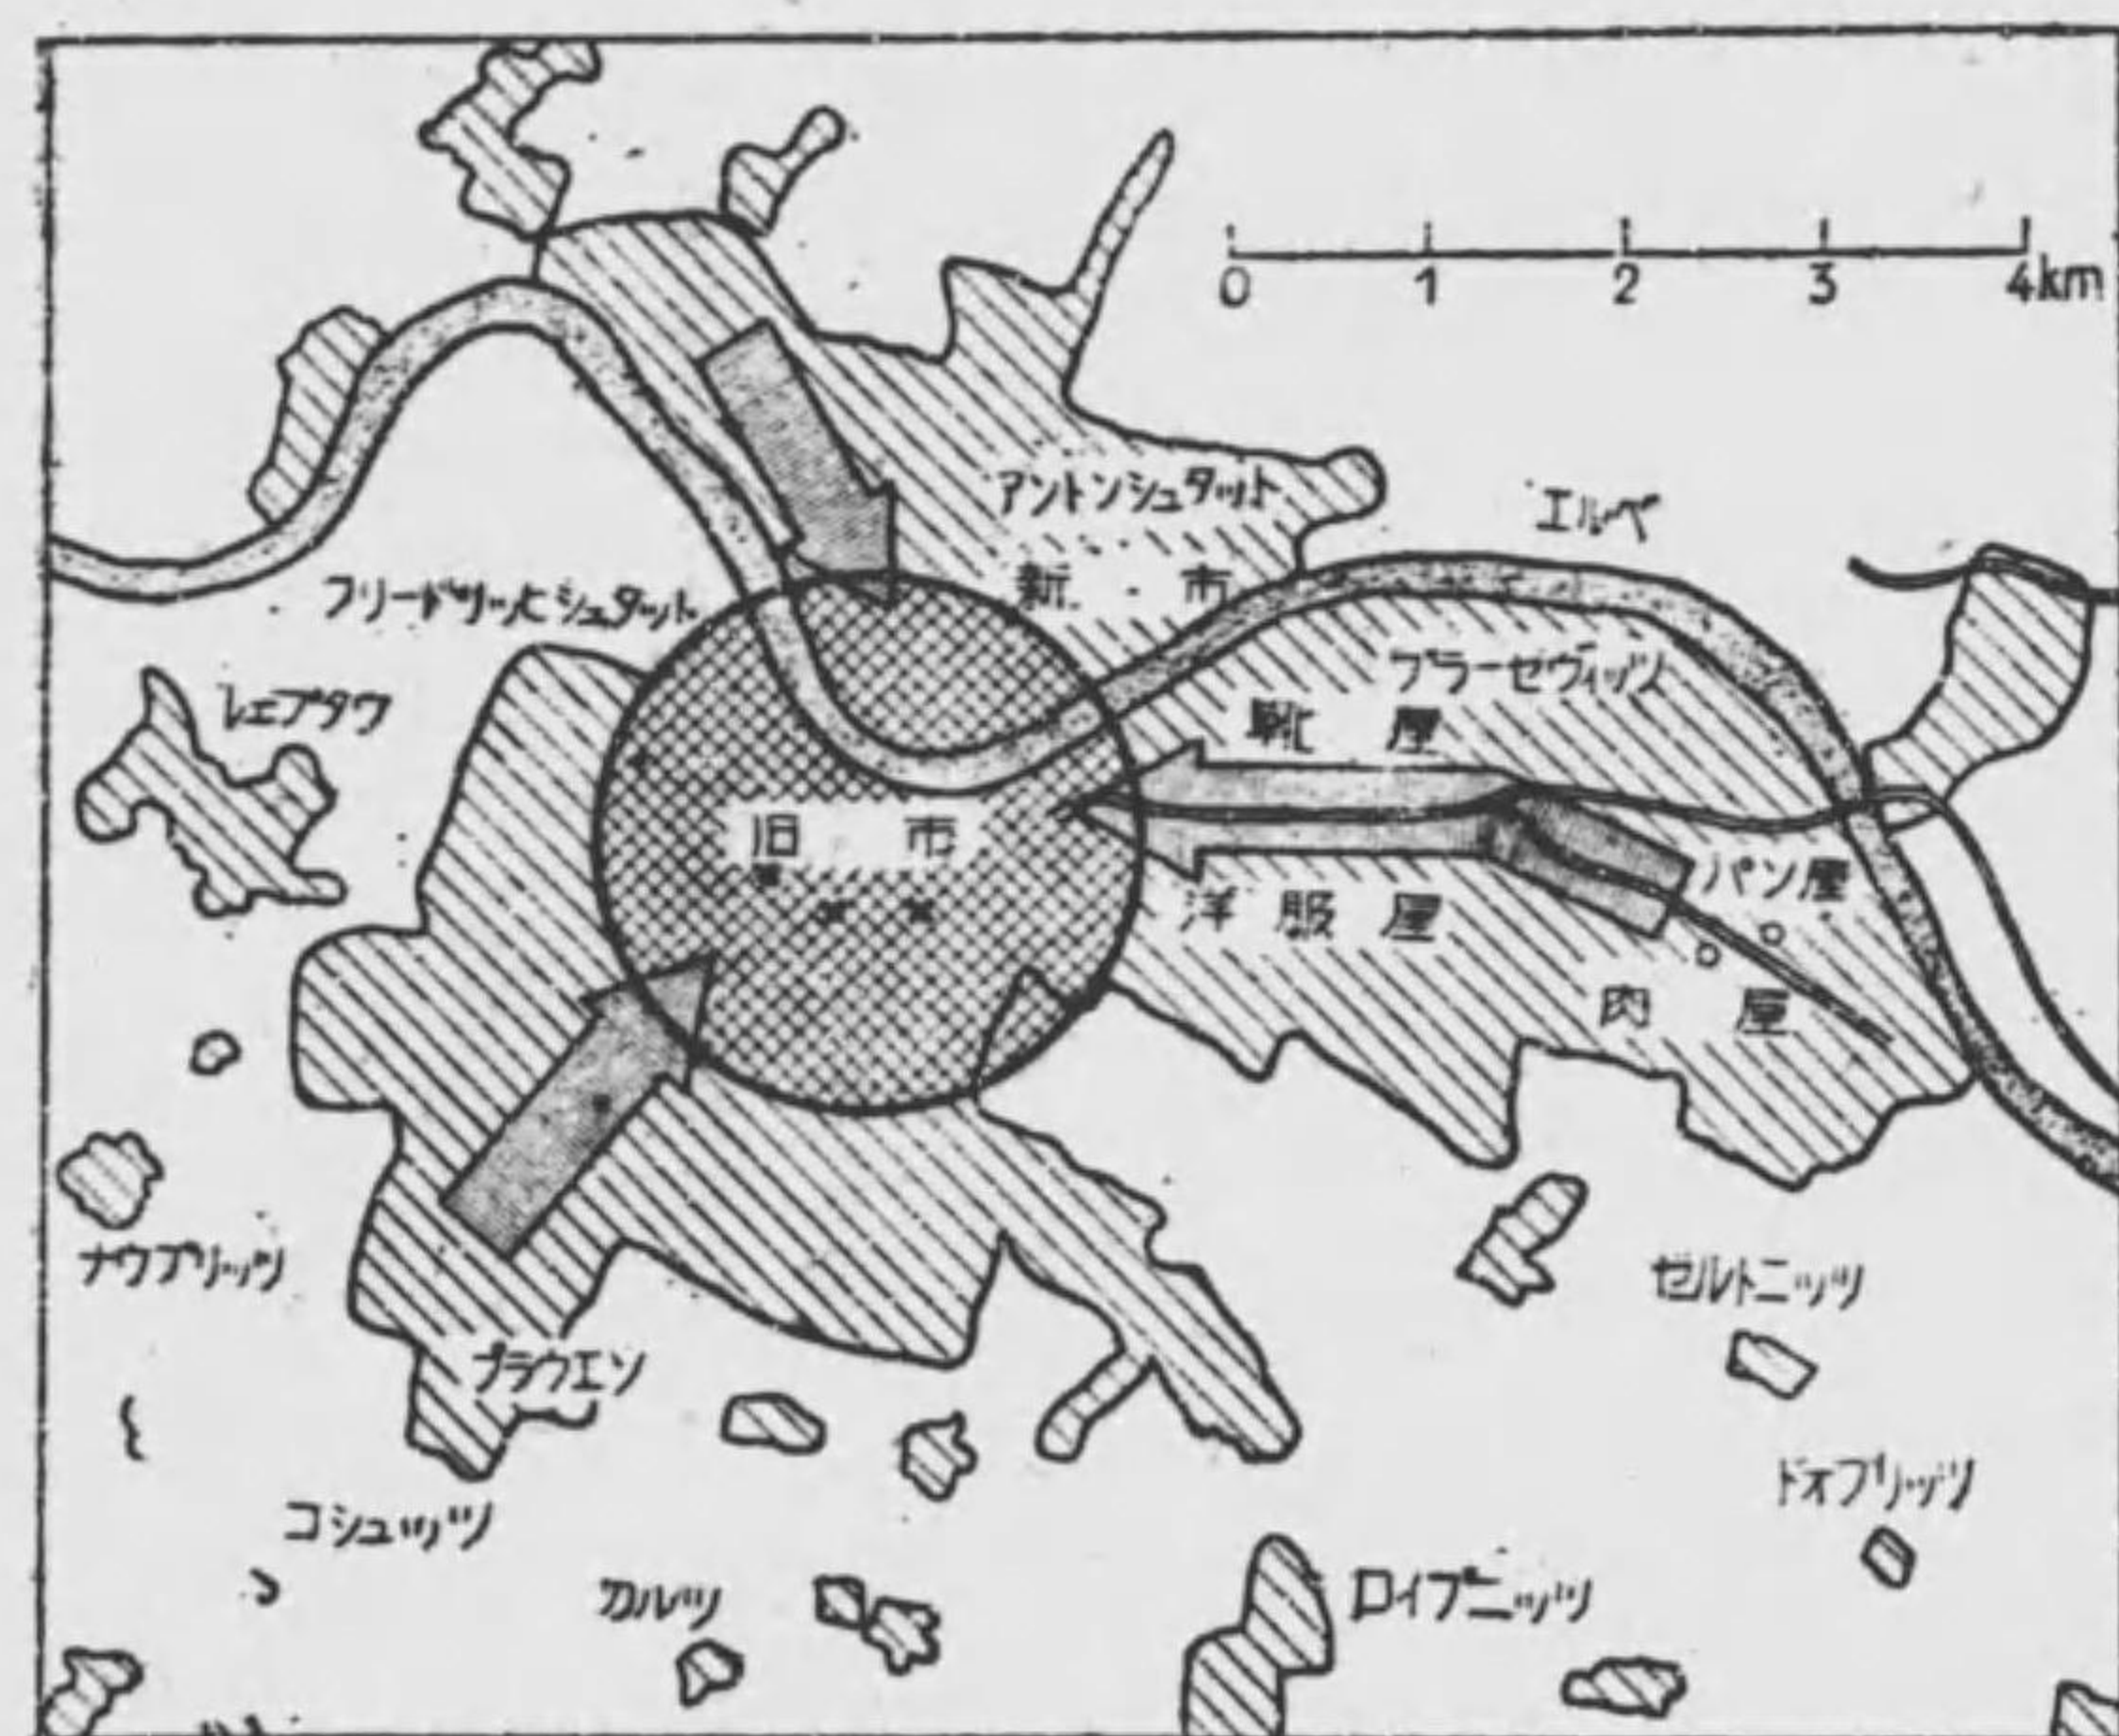 0 1 2 3 4km
アントンシュタット
エルベ
新市
フリードリッヒシュタット
ブラーゼヴィッツ
レエプタウ
靴屋
旧市
パン屋
洋服屋
肉屋
ナウプリッツ
ゼルトニッツ
プラウエン
ドオブリッツ
コシュッツ
カルツ
ロイプニッツ